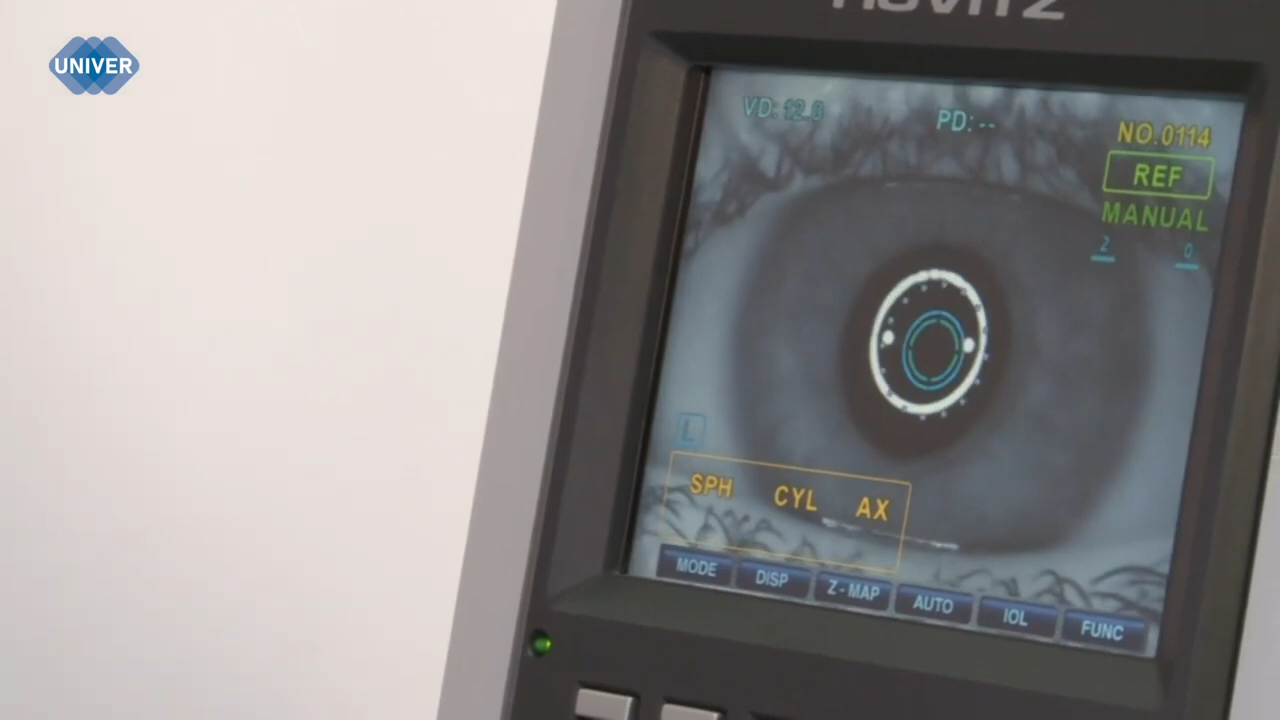 UNIVER
VD: 12.0
PD: --
NO.0114
REF
MANUAL
2 0
L
SPH CYL AX
MODE DISP Z-MAP AUTO IOL FUNC